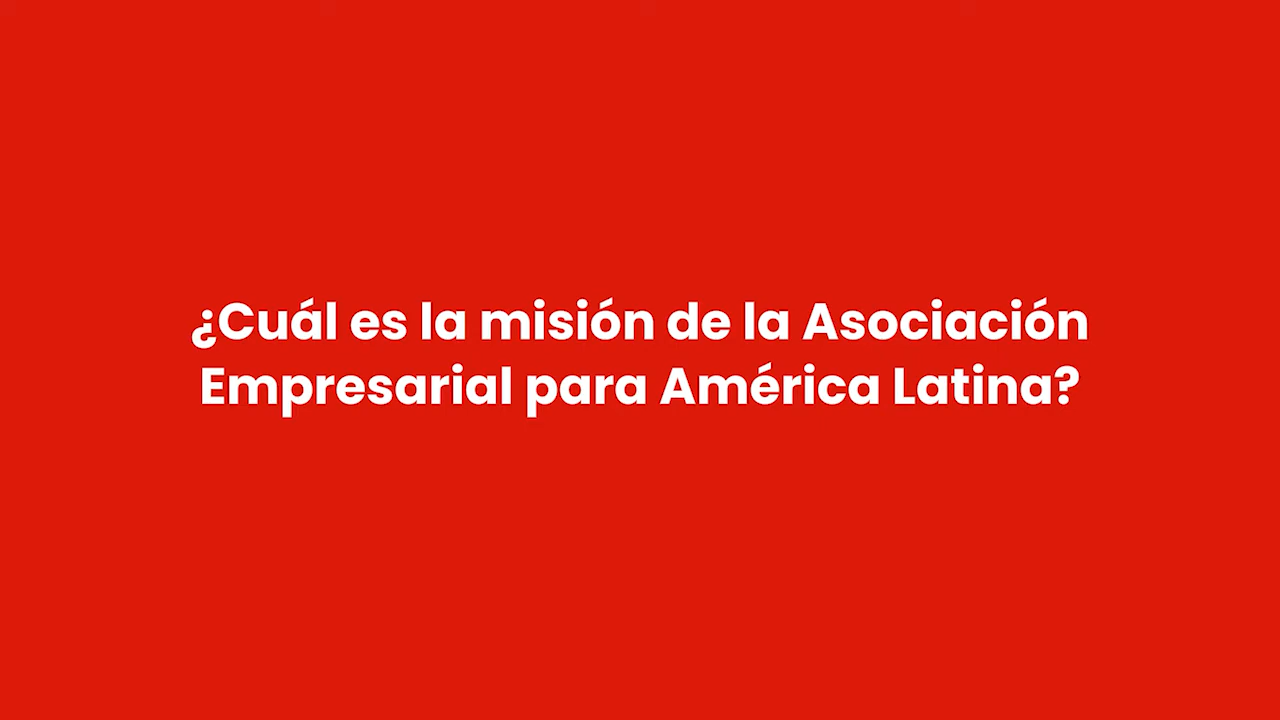 ¿Cuál es la misión de la Asociación
Empresarial para América Latina?